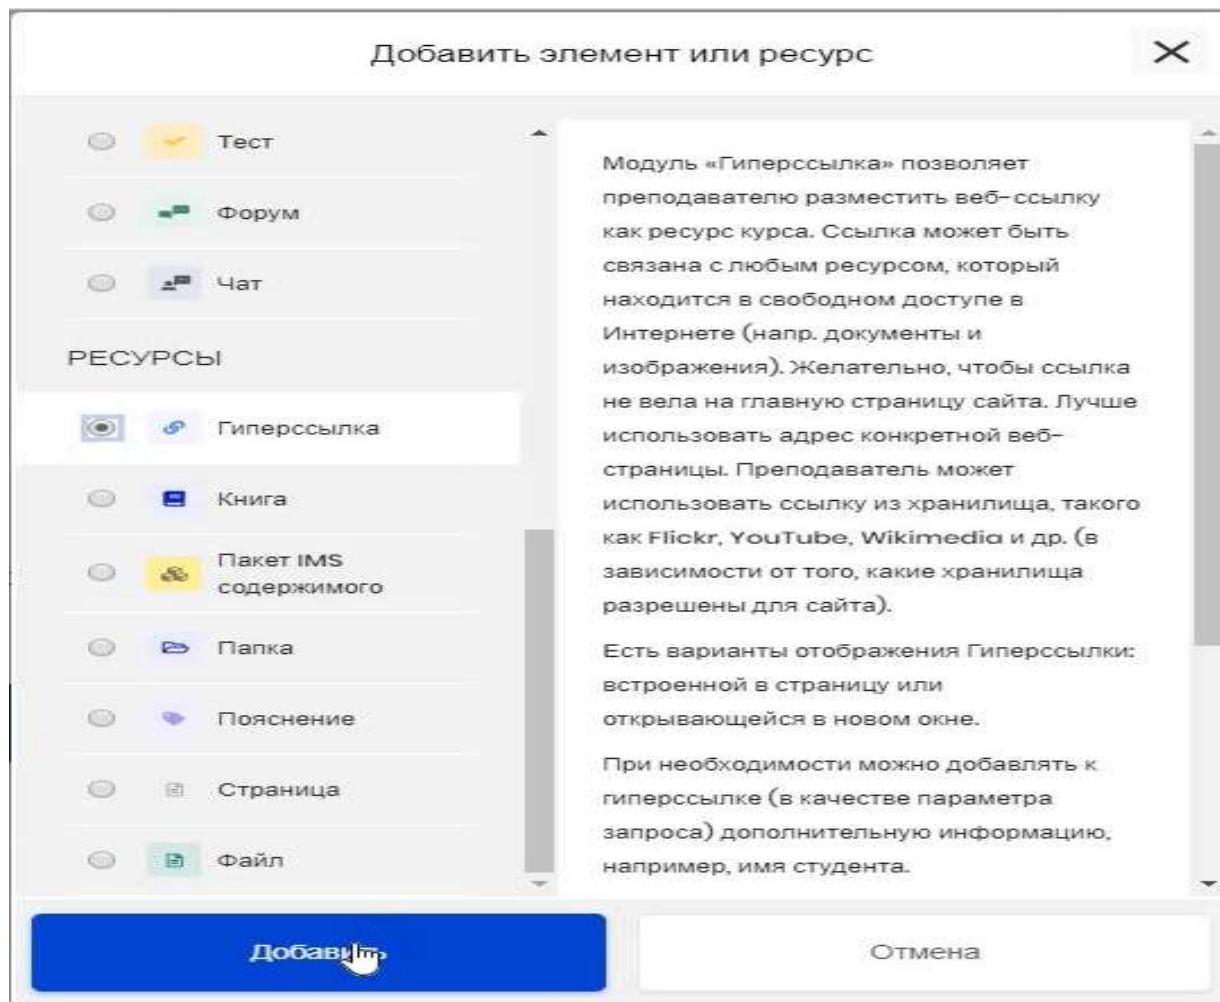 Добавить элемент или ресурс
Тест
Форум
Чат
РЕСУРСЫ
Гиперссылка
Книга
Пакет IMS
содержимого
Папка
Пояснение
Страница
Файл
Модуль «Гиперссылка» позволяет
преподавателю разместить веб-ссылку
как ресурс курса. Ссылка может быть
связана с любым ресурсом, который
находится в свободном доступе в
Интернете (напр. документы и
изображения). Желательно, чтобы ссылка
не вела на главную страницу сайта. Лучше
использовать адрес конкретной веб-
страницы. Преподаватель может
использовать ссылку из хранилища, такого
как Flickr, YouTube, Wikimedia и др. (в
зависимости от того, какие хранилища
разрешены для сайта).
Есть варианты отображения Гиперссылки:
встроенной в страницу или
открывающейся в новом окне.
При необходимости можно добавлять к
гиперссылке (в качестве параметра
запроса) дополнительную информацию,
например, имя студента.
Добавить
Отмена